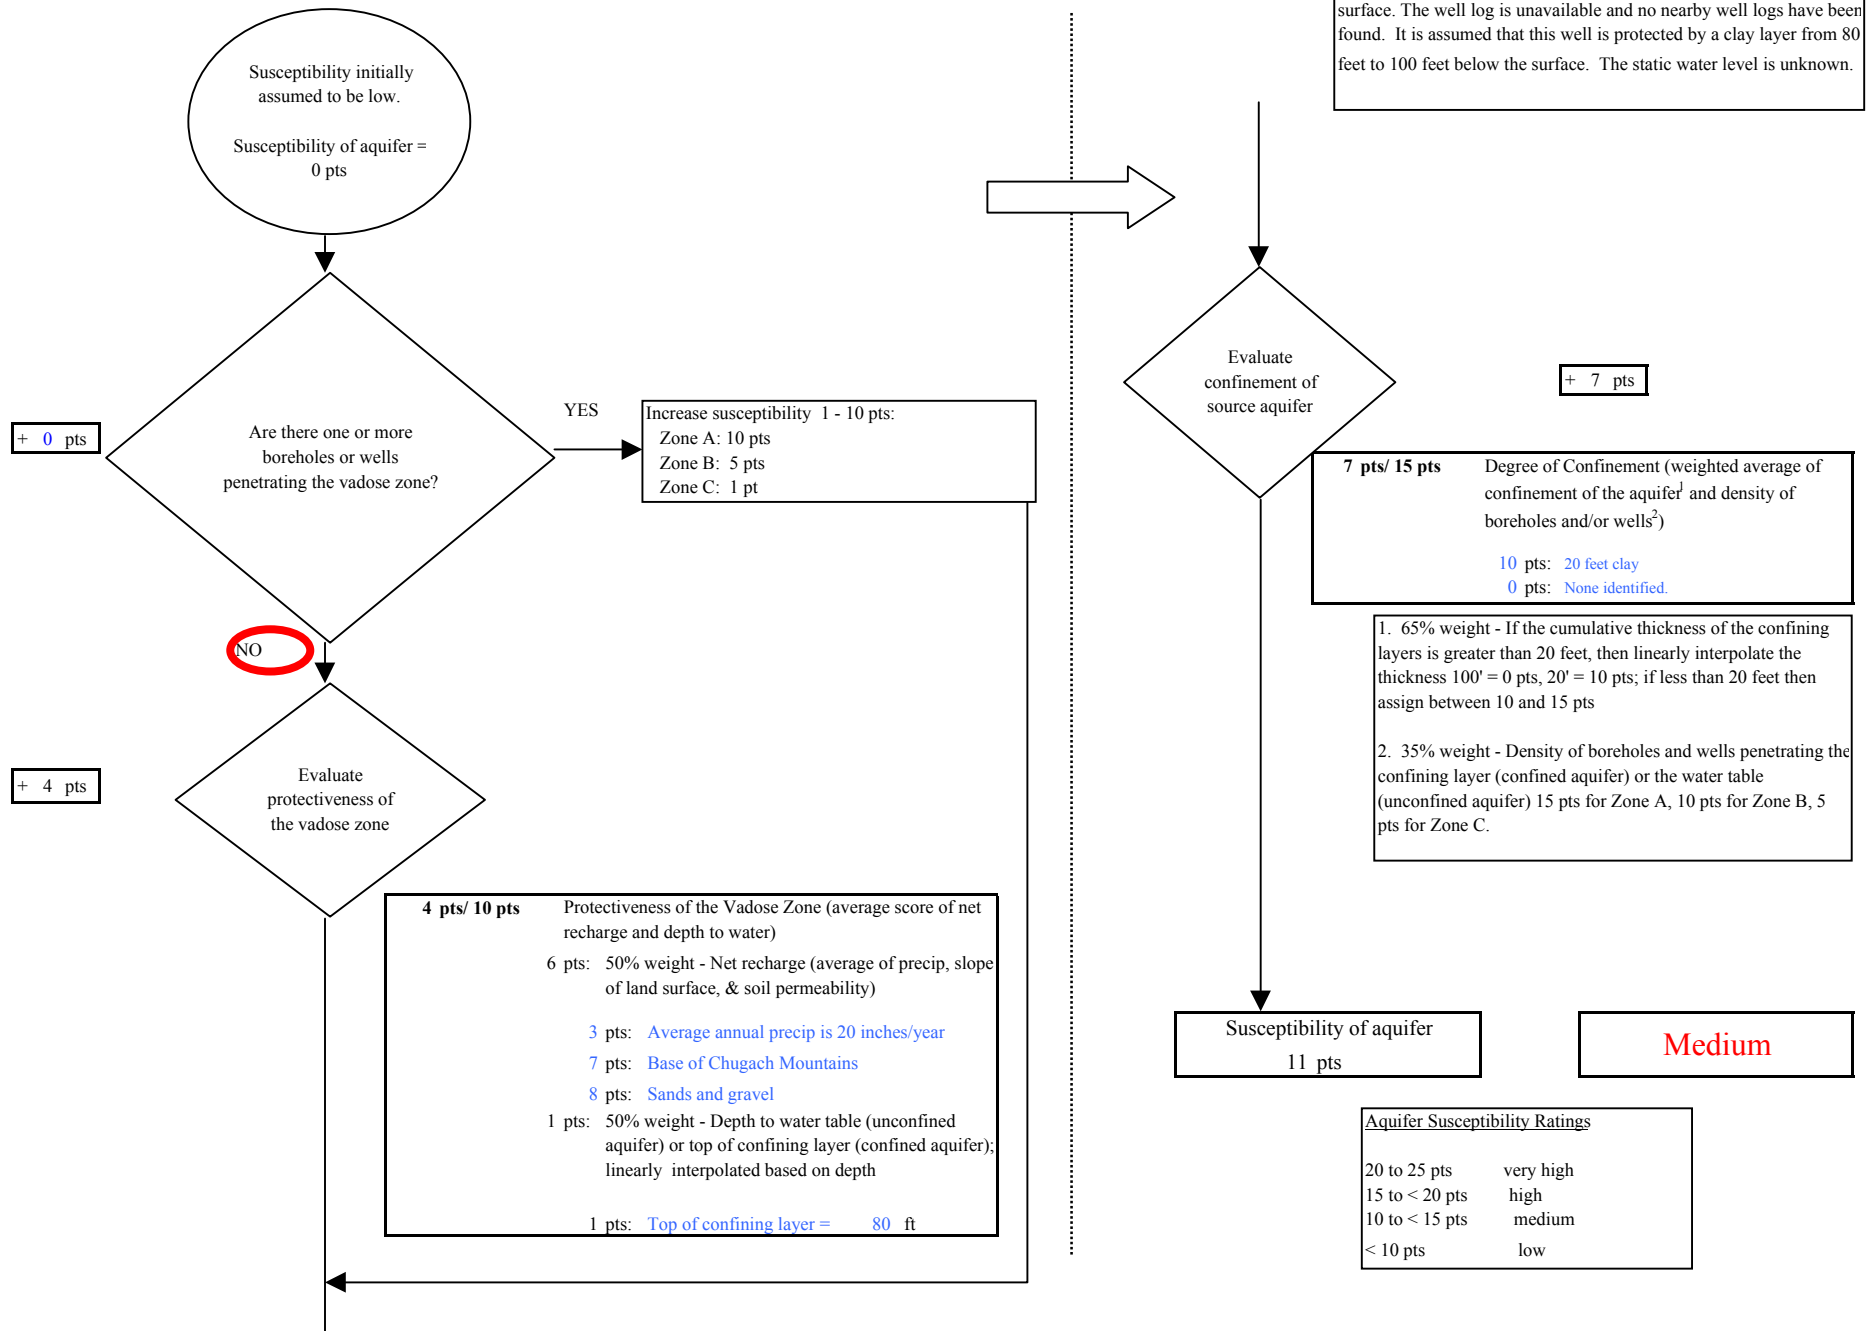 Susceptibility initially
assumed to be low.
Susceptibility of aquifer =
0 pts
+ 0 pts
Are there one or more
boreholes or wells
penetrating the vadose zone?
YES
Increase susceptibility 1 - 10 pts:
Zone A: 10 pts
Zone B: 5 pts
Zone C: 1 pt
NO
+ 4 pts
Evaluate
protectiveness of
the vadose zone
4 pts/ 10 pts Protectiveness of the Vadose Zone (average score of net
recharge and depth to water)
6 pts: 50% weight - Net recharge (average of precip, slope
of land surface, & soil permeability)
3 pts: Average annual precip is 20 inches/year
7 pts: Base of Chugach Mountains
8 pts: Sands and gravel
1 pts: 50% weight - Depth to water table (unconfined
aquifer) or top of confining layer (confined aquifer);
linearly interpolated based on depth
1 pts: Top of confining layer = 80 ft
surface. The well log is unavailable and no nearby well logs have been
found. It is assumed that this well is protected by a clay layer from 80
feet to 100 feet below the surface. The static water level is unknown.
Evaluate
confinement of
source aquifer
+ 7 pts
7 pts/ 15 pts Degree of Confinement (weighted average of
confinement of the aquifer1 and density of
boreholes and/or wells2)
10 pts: 20 feet clay
0 pts: None identified.
1. 65% weight - If the cumulative thickness of the confining
layers is greater than 20 feet, then linearly interpolate the
thickness 100' = 0 pts, 20' = 10 pts; if less than 20 feet then
assign between 10 and 15 pts
2. 35% weight - Density of boreholes and wells penetrating the
confining layer (confined aquifer) or the water table
(unconfined aquifer) 15 pts for Zone A, 10 pts for Zone B, 5
pts for Zone C.
Susceptibility of aquifer
11 pts
Medium
Aquifer Susceptibility Ratings
20 to 25 pts very high
15 to < 20 pts high
10 to < 15 pts medium
< 10 pts low